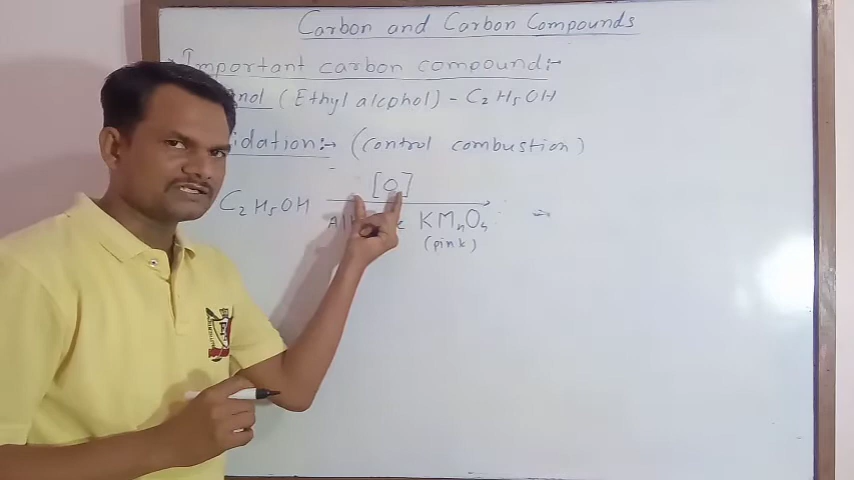 Carbon and Carbon Compounds
Important carbon compound:-
(Ethyl alcohol) - C2H5OH
(Control combustion)
[O]
C2H5OH
KMnO4
(pink)